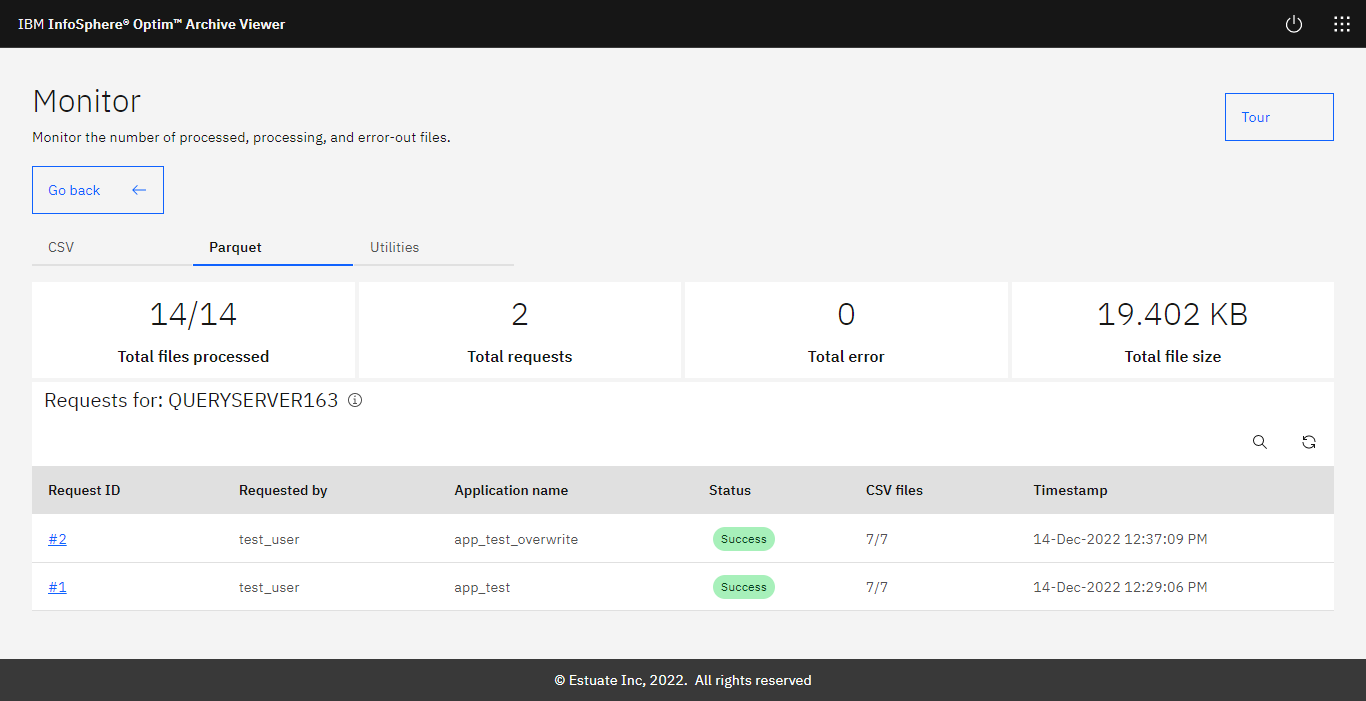 IBM InfoSphere® Optim™ Archive Viewer
Monitor
Monitor the number of processed, processing, and error-out files.
Tour
Go back
CSV Parquet Utilities
14/14 2 0 19.402 KB
Total files processed Total requests Total error Total file size
Requests for: QUERYSERVER163
Request ID Requested by Application name Status CSV files Timestamp
#2 test_user app_test_overwrite Success 7/7 14-Dec-2022 12:37:09 PM
#1 test_user app_test Success 7/7 14-Dec-2022 12:29:06 PM
© Estuate Inc, 2022. All rights reserved